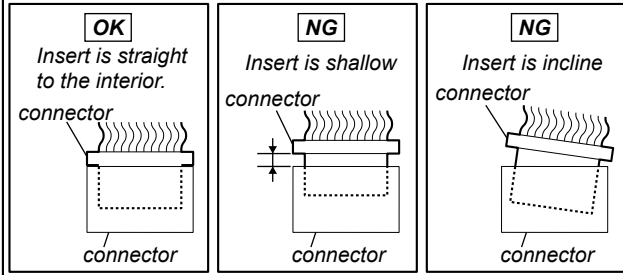 OK
Insert is straight
to the interior.
connector
connector
NG
Insert is shallow
connector
connector
NG
Insert is incline
connector
connector